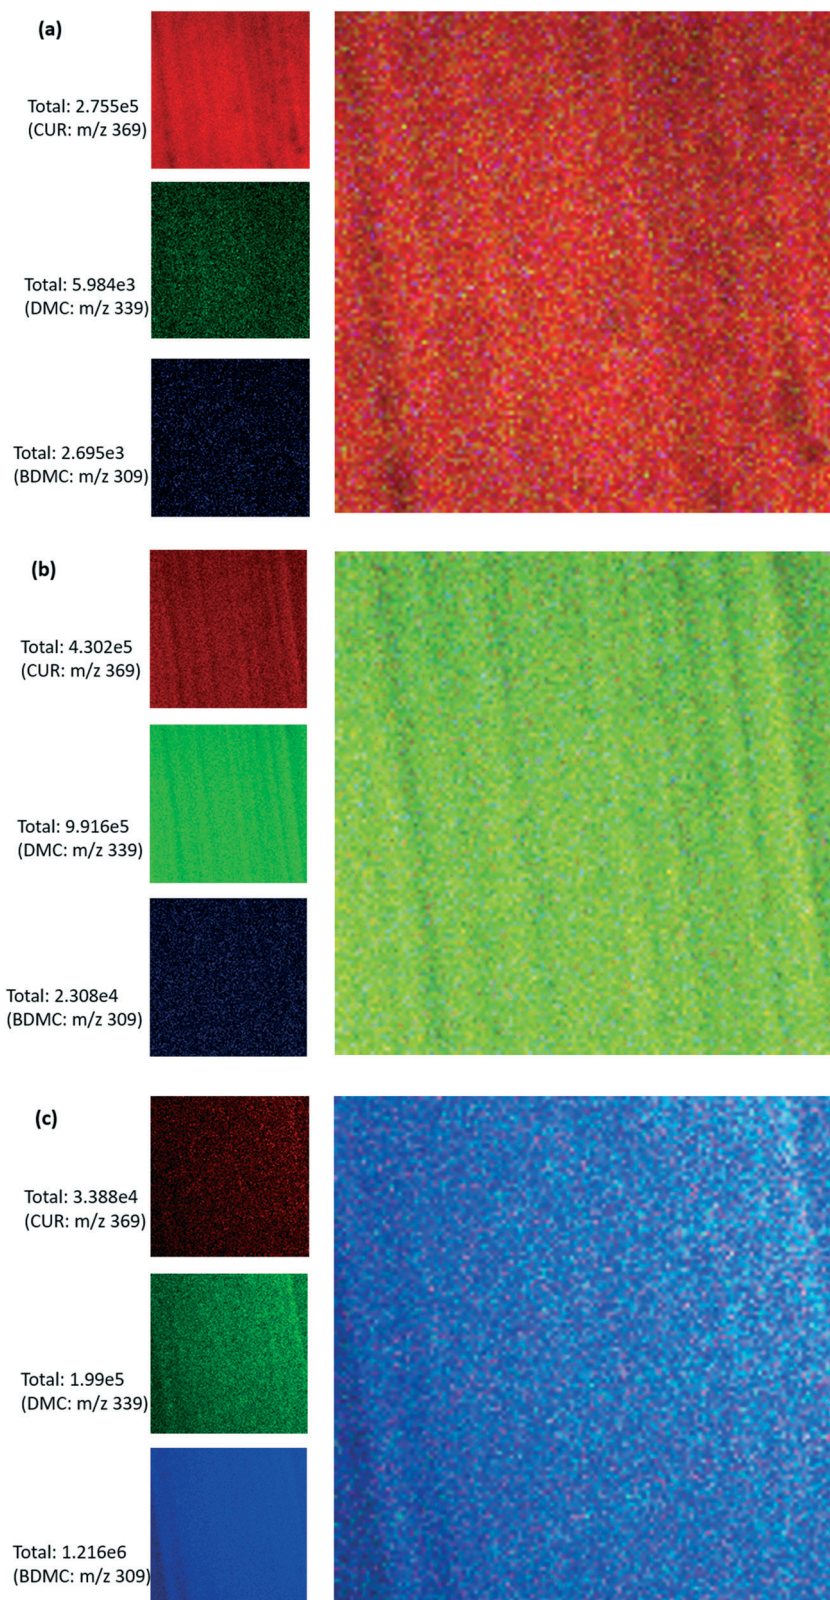 (a)
Total: 2.755e5
(CUR: m/z 369)
Total: 5.984e3
(DMC: m/z 339)
Total: 2.695e3
(BDMC: m/z 309)
(b)
Total: 4.302e5
(CUR: m/z 369)
Total: 9.916e5
(DMC: m/z 339)
Total: 2.308e4
(BDMC: m/z 309)
(c)
Total: 3.388e4
(CUR: m/z 369)
Total: 1.99e5
(DMC: m/z 339)
Total: 1.216e6
(BDMC: m/z 309)